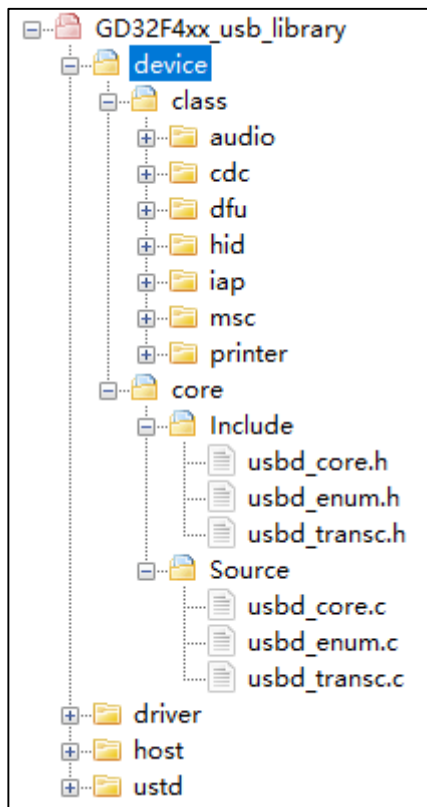 GD32F4xx_usb_library
device
class
audio
cdc
dfu
hid
iap
msc
printer
core
Include
usbd_core.h
usbd_enum.h
usbd_transc.h
Source
usbd_core.c
usbd_enum.c
usbd_transc.c
driver
host
ustd